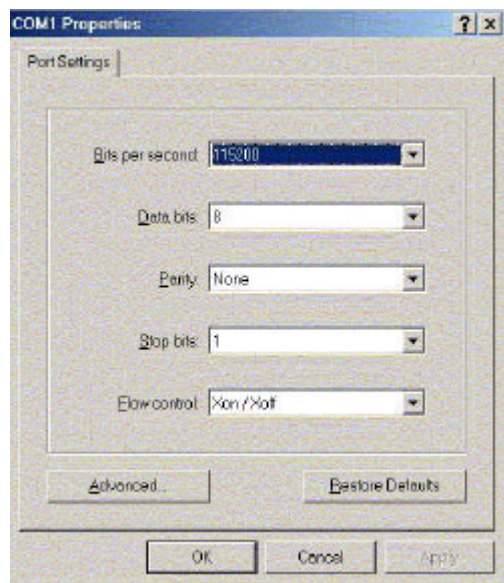 COM1 Properties
Port Settings
Bits per second: 115200
Data bits: 8
Parity: None
Stop bits: 1
Flow control: Xon / Xoff
Advanced...
Restore Defaults
OK
Cancel
Apply